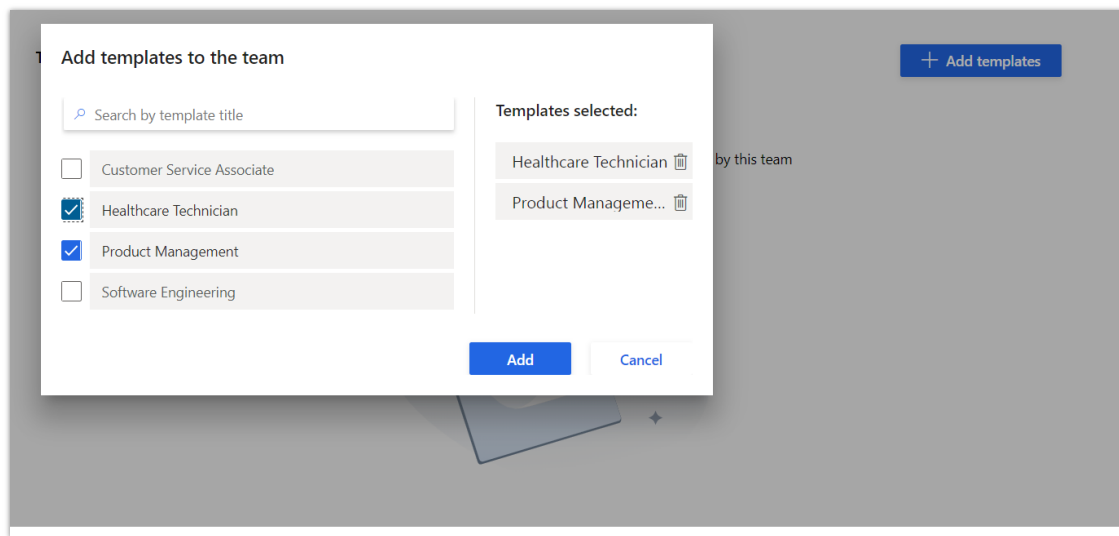 Add templates to the team
Add templates
Search by template title
Templates selected:
Customer Service Associate
Healthcare Technician
Product Management
Software Engineering
Healthcare Technician
Product Manageme...
by this team
Add
Cancel